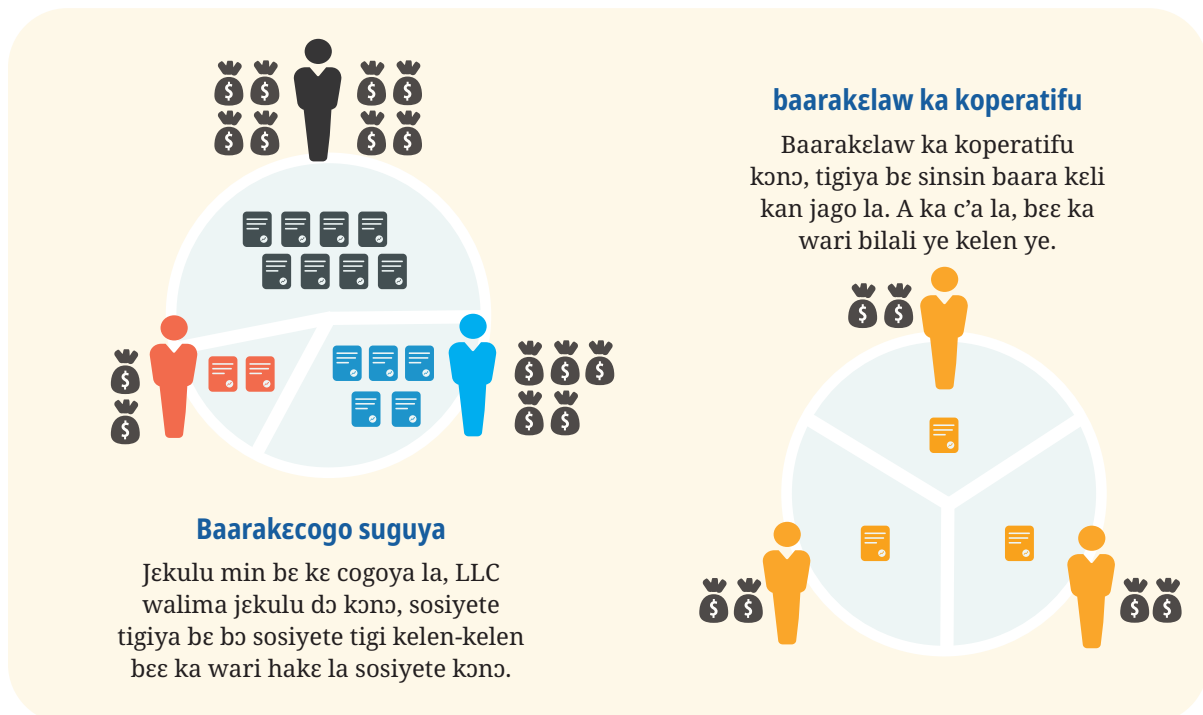 Baarakɛcogo suguya
Jɛkulu min bɛ kɛ cogoya la, LLC
walima jɛkulu dɔ kɔnɔ, sosiyete
tigiya bɛ bɔ sosiyete tigi kelen-kelen
bɛɛ ka wari hakɛ la sosiyete kɔnɔ.
baarakɛlaw ka koperatifu
Baarakɛlaw ka koperatifu
kɔnɔ, tigiya bɛ sinsin baara kɛli
kan jago la. A ka c’a la, bɛɛ ka
wari bilali ye kelen ye.